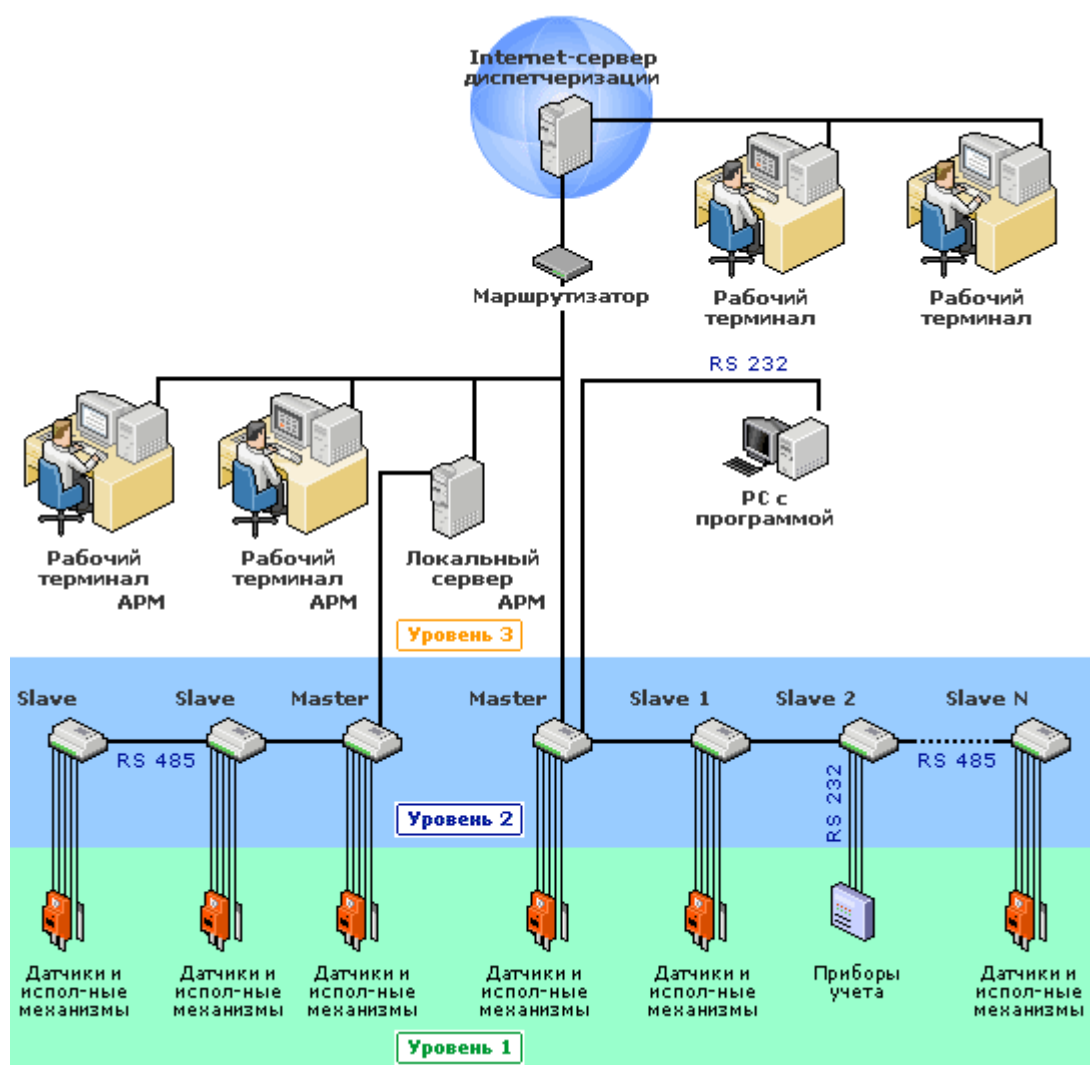 Internet-сервер
диспетчеризации
Маршрутизатор
Рабочий
терминал
Рабочий
терминал
RS 232
PC с
программой
Рабочий
терминал
АРМ
Рабочий
терминал
АРМ
Локальный
сервер
АРМ
Уровень 3
Slave
Slave
Master
Master
Slave 1
Slave 2
Slave N
RS 485
RS 485
RS 232
Уровень 2
Датчики и
испол-ные
механизмы
Датчики и
испол-ные
механизмы
Датчики и
испол-ные
механизмы
Датчики и
испол-ные
механизмы
Датчики и
испол-ные
механизмы
Приборы
учета
Датчики и
испол-ные
механизмы
Уровень 1